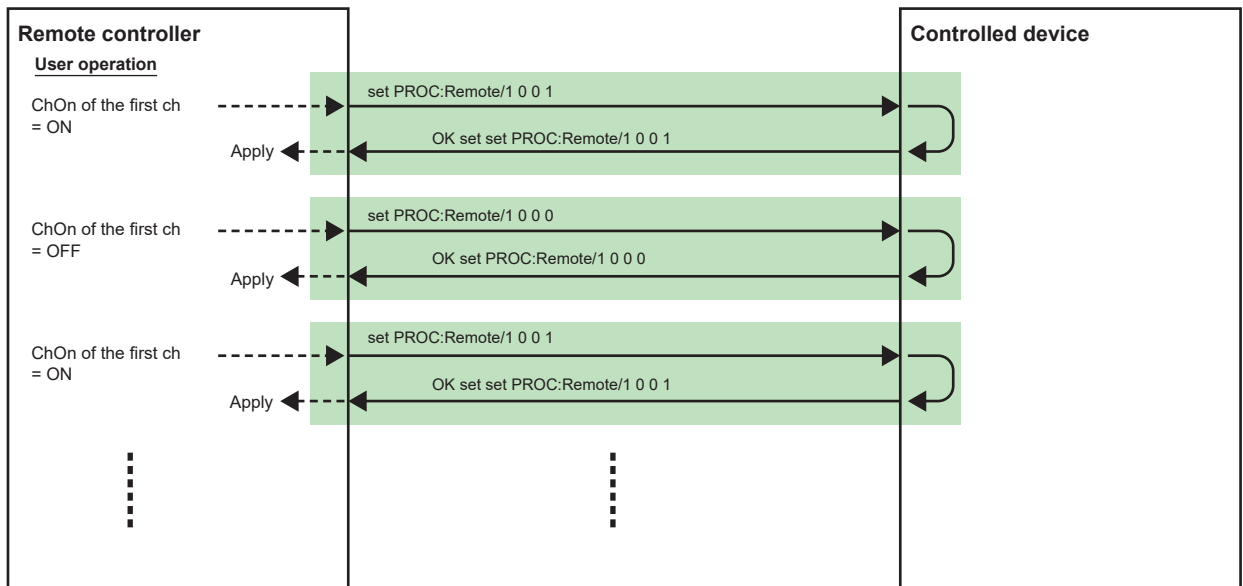 Remote controller
Controlled device
User operation
ChOn of the first ch
= ON
set PROC:Remote/1 0 0 1
OK set set PROC:Remote/1 0 0 1
Apply
ChOn of the first ch
= OFF
set PROC:Remote/1 0 0 0
OK set PROC:Remote/1 0 0 0
Apply
ChOn of the first ch
= ON
set PROC:Remote/1 0 0 1
OK set set PROC:Remote/1 0 0 1
Apply